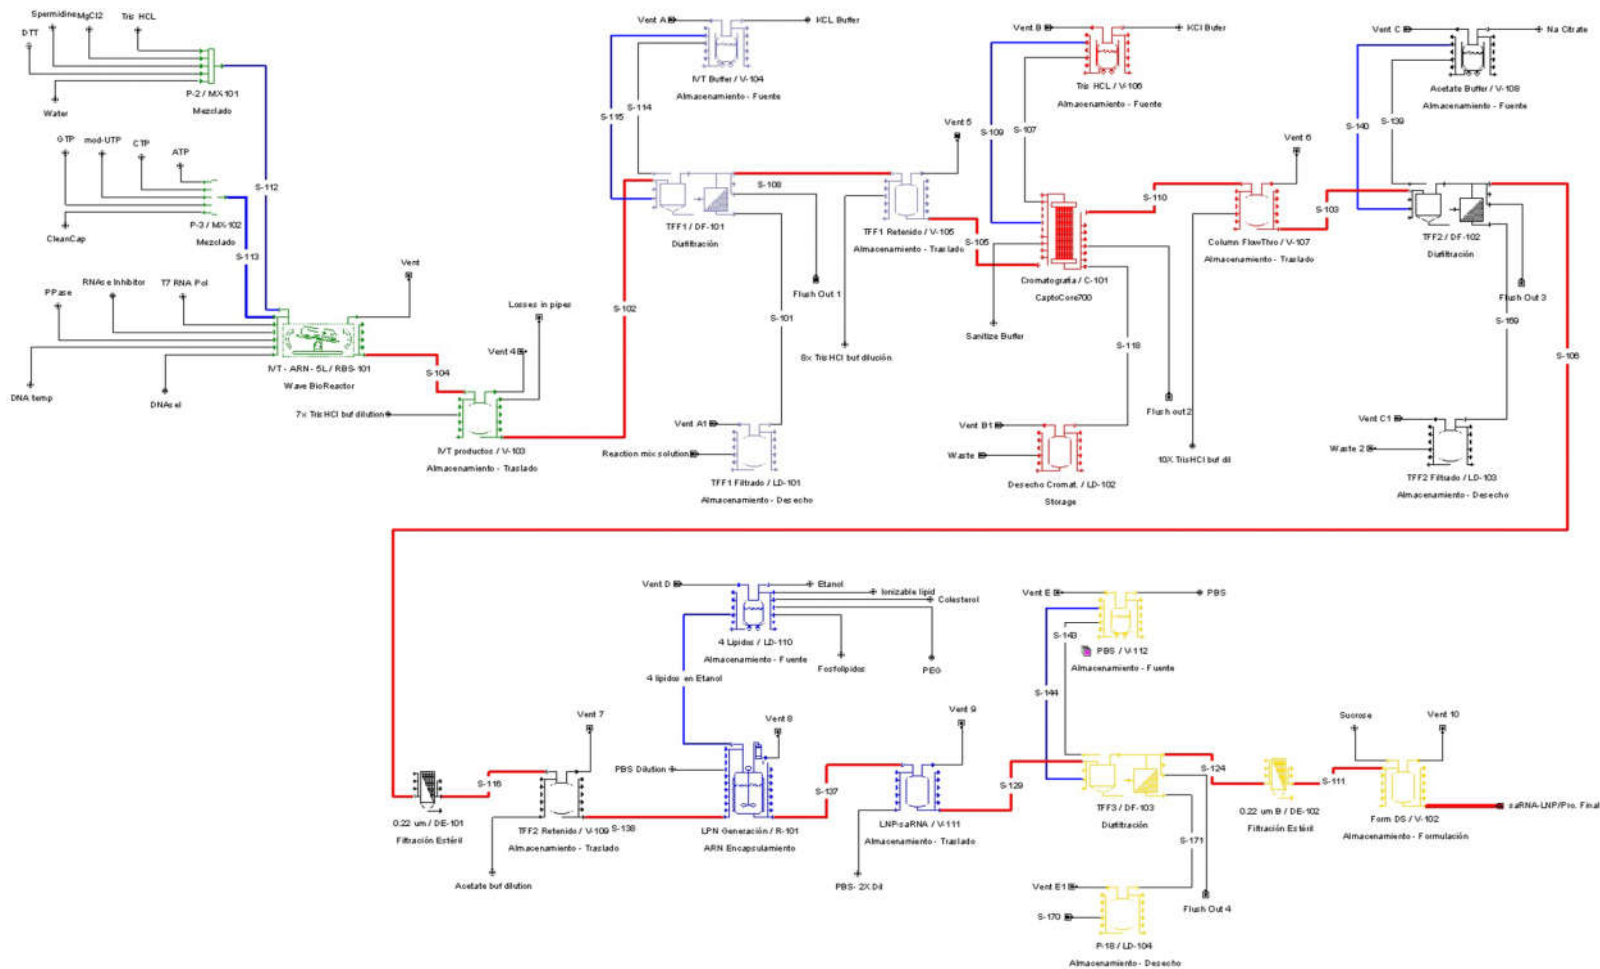 Spermidine
MgCl2
Tris HCL
DTT
Water
P-2 / MX-101
Mezclado
GTP
mod-UTP
CTP
ATP
CleanCap
P-3 / MX-102
Mezclado
S-112
S-113
PPase
RNAse Inhibitor
T7 RNA Pol
DNA temp
DNAse I
Vent
IVT - ARN - 5L / RBS-101
Wave BioReactor
S-104
Losses in pipes
Vent 4
7x Tris HCl buf dilution
IVT productos / V-103
Almacenamiento - Traslado
S-102
Vent A
KCL Buffer
IVT Buffer / V-104
Almacenamiento - Fuente
S-114
S-115
TFF1 / DF-101
Diafiltración
S-108
Flush Out 1
S-101
Vent A1
Reaction mix solution
TFF1 Filtrado / LD-101
Almacenamiento - Desecho
Vent 5
TFF1 Retenido / V-105
Almacenamiento - Traslado
8x Tris HCl buf dilución
S-105
Vent B
KCl Bufer
Tris HCL / V-106
Almacenamiento - Fuente
S-109
S-107
Cromatografía / C-101
CaptoCore700
Sanitize Buffer
S-118
Flush out 2
Vent B1
Waste
Desecho Cromat. / LD-102
Storage
S-110
Vent 6
Column FlowThro / V-107
Almacenamiento - Traslado
10X TrisHCl buf dil
S-103
Vent C
Na Citrate
Acetate Buffer / V-108
Almacenamiento - Fuente
S-140
S-139
TFF2 / DF-102
Diafiltración
Flush Out 3
S-169
Vent C1
Waste 2
TFF2 Filtrado / LD-103
Almacenamiento - Desecho
S-106
0.22 um / DE-101
Filtración Estéril
S-116
Vent 7
TFF2 Retenido / V-109
Almacenamiento - Traslado
Acetate buf dilution
S-138
Vent D
Etanol
Ionizable lipid
Colesterol
4 Lipidos / LD-110
Almacenamiento - Fuente
Fosfolipidos
PEG
4 lipidos en Etanol
Vent 8
PBS Dilution
LPN Generación / R-101
ARN Encapsulamiento
S-137
Vent 9
LNP-saRNA / V-111
Almacenamiento - Traslado
PBS- 2X Dil
S-129
Vent E
PBS
PBS / V-112
Almacenamiento - Fuente
S-143
S-144
TFF3 / DF-103
Diafiltración
S-171
Flush Out 4
Vent E1
S-170
P-18 / LD-104
Almacenamiento - Desecho
S-124
0.22 um B / DE-102
Filtración Estéril
S-111
Sucrose
Vent 10
Form DS / V-102
Almacenamiento - Formulación
saRNA-LNP/Pro. Final